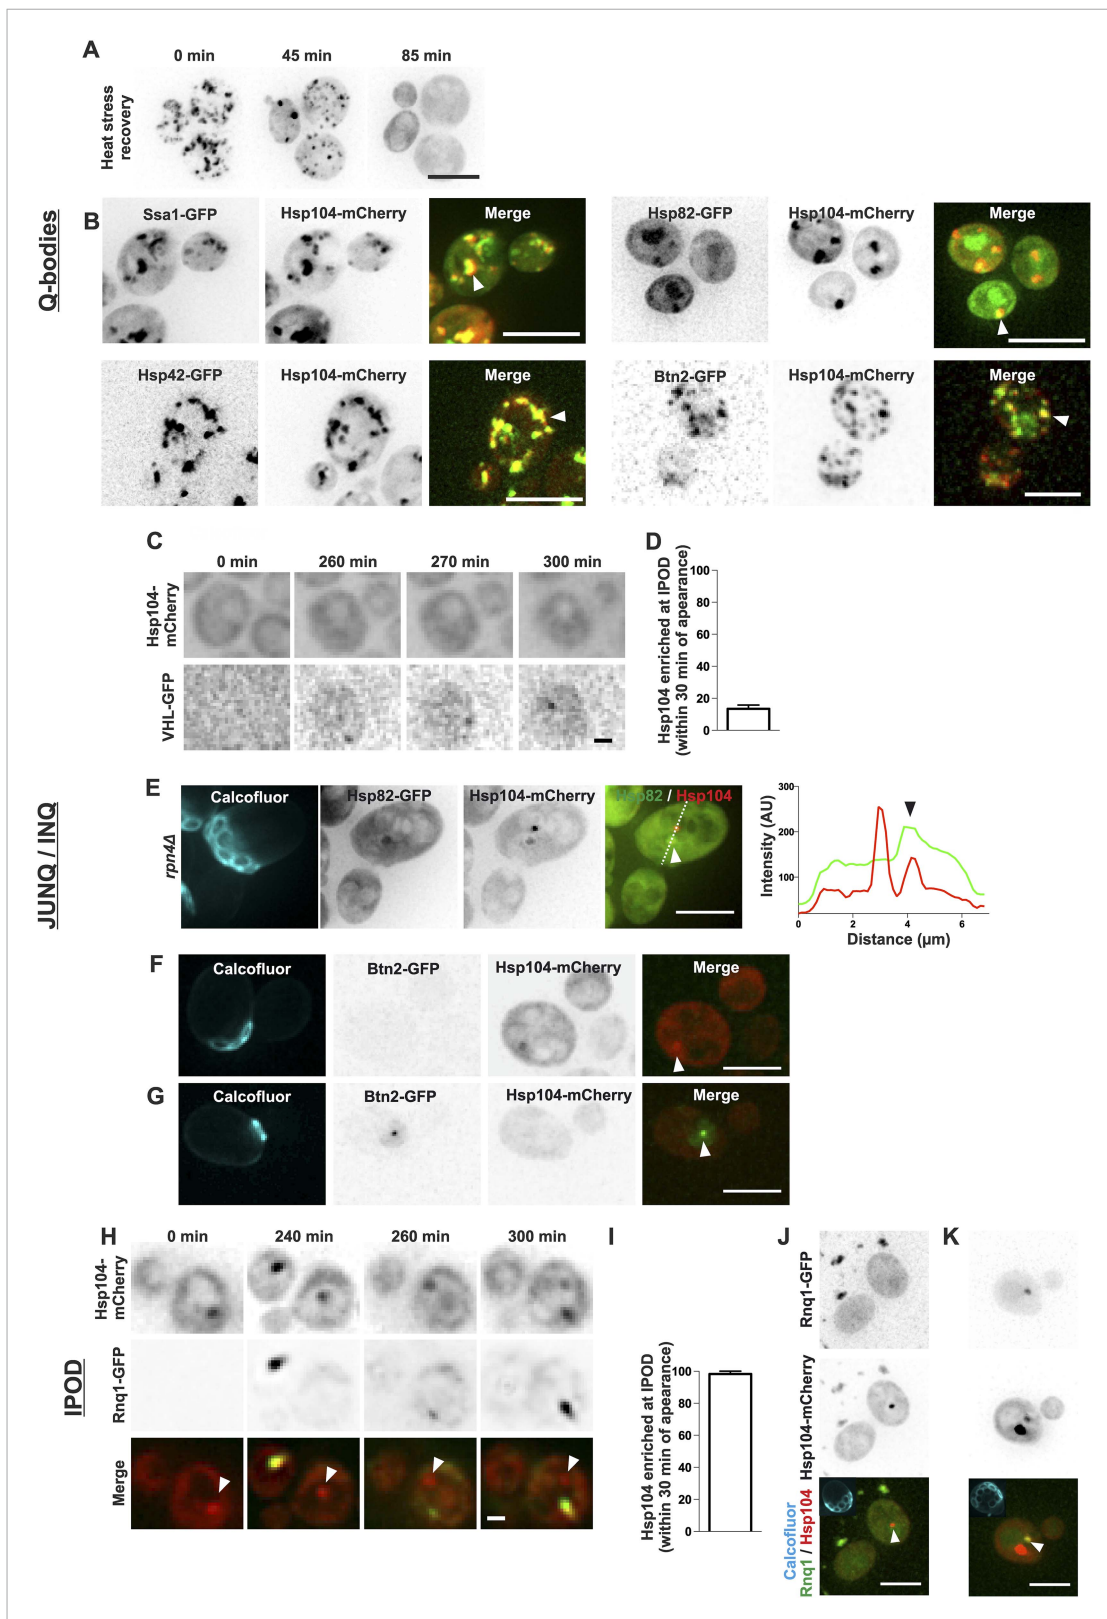 A
0 min
45 min
85 min
Heat stress
recovery
Q-bodies
B
Ssa1-GFP
Hsp104-mCherry
Merge
Hsp82-GFP
Hsp104-mCherry
Merge
Hsp42-GFP
Hsp104-mCherry
Merge
Btn2-GFP
Hsp104-mCherry
Merge
C
0 min
260 min
270 min
300 min
Hsp104-
mCherry
VHL-GFP
D
Hsp104 enriched at IPOD
(within 30 min of apearance)
100
80
60
40
20
0
JUNQ / INQ
E
rpn4Δ
Calcofluor
Hsp82-GFP
Hsp104-mCherry
Hsp82 / Hsp104
Intensity (AU)
300
200
100
0
2
4
6
Distance (µm)
F
Calcofluor
Btn2-GFP
Hsp104-mCherry
Merge
G
Calcofluor
Btn2-GFP
Hsp104-mCherry
Merge
IPOD
H
0 min
240 min
260 min
300 min
Hsp104-
mCherry
Rnq1-GFP
Merge
I
Hsp104 enriched at IPOD
(within 30 min of apearance)
100
80
60
40
20
0
J
K
Rnq1-GFP
Hsp104-mCherry
Calcofluor
Rnq1 / Hsp104